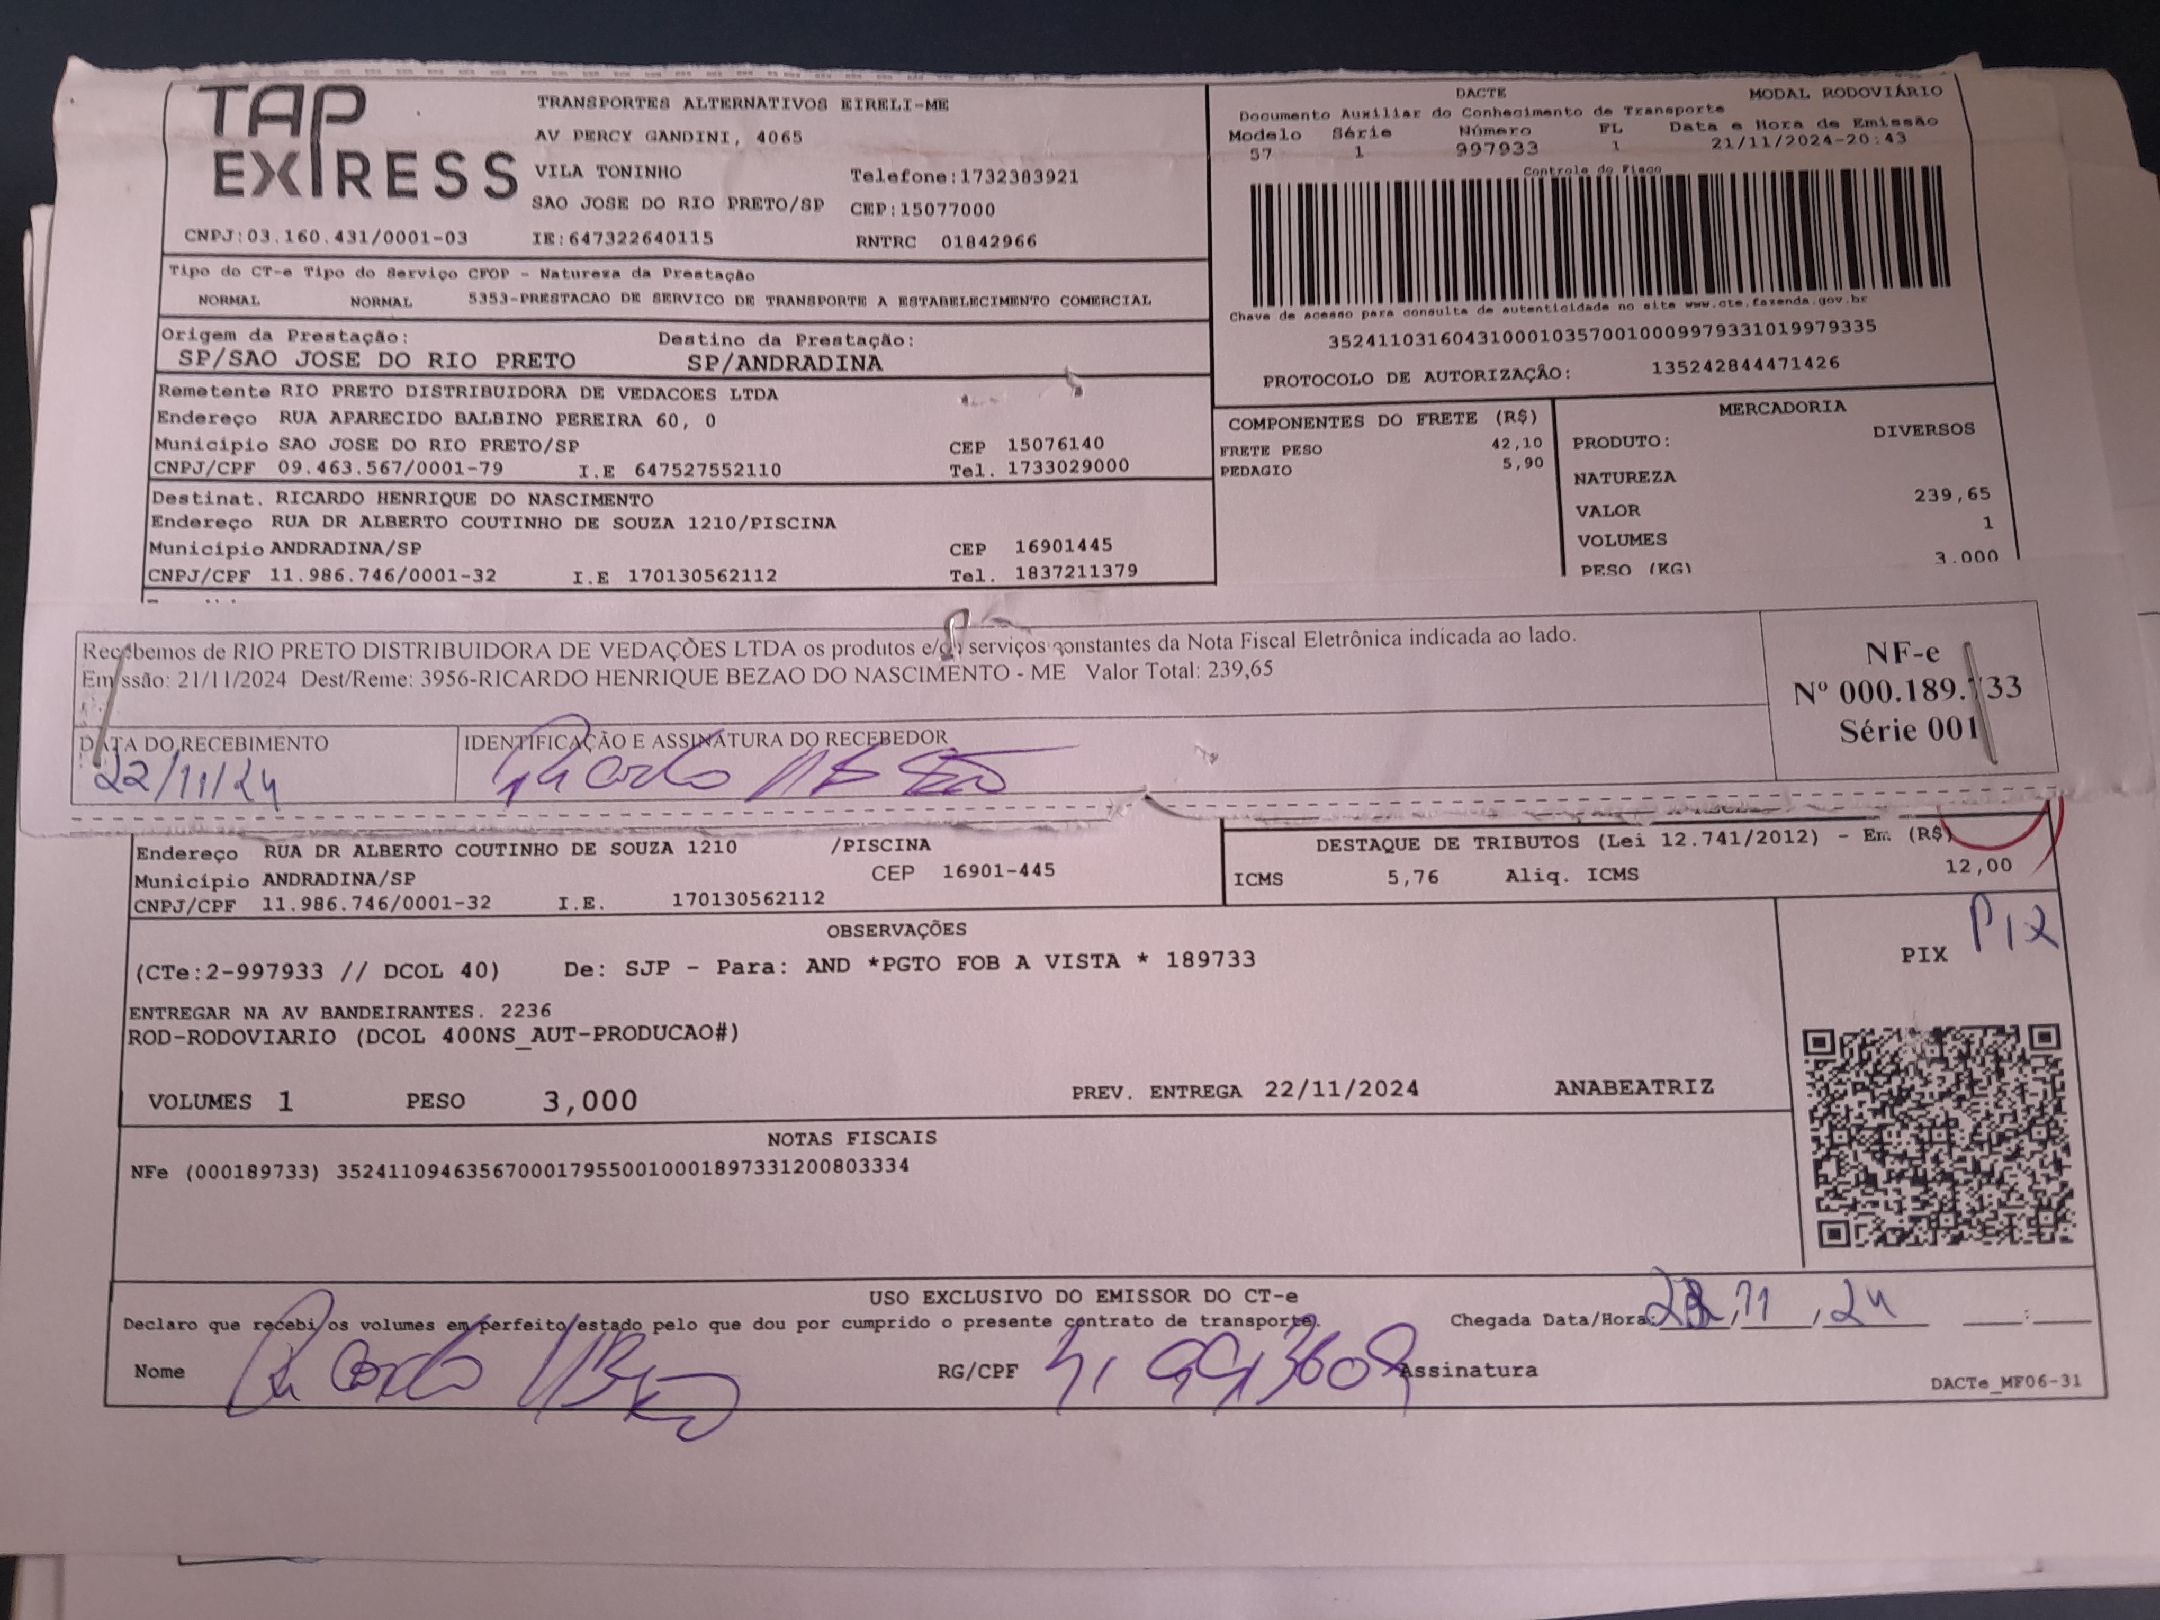 TAP EXPRESS
TRANSPORTES ALTERNATIVOS EIRELI-ME
AV PERCY GANDINI, 4065
VILA TONINHO Telefone:1732383921
SAO JOSE DO RIO PRETO/SP CEP:15077000
CNPJ:03.160.431/0001-03 IE:647322640115 RNTRC 01842966
DACTE MODAL RODOVIÁRIO
Documento Auxiliar do Conhecimento de Transporte
Modelo Série Número FL Data e Hora de Emissão
57 1 997933 1 21/11/2024-20:43
Controle do Fisco
Chave de acesso para consulta de autenticidade no site www.cte.fazenda.gov.br
35241103160431000103570010009979331019979335
PROTOCOLO DE AUTORIZAÇÃO: 135242844471426
Tipo do CT-e Tipo do Serviço CFOP - Natureza da Prestação
NORMAL NORMAL 5353-PRESTACAO DE SERVICO DE TRANSPORTE A ESTABELECIMENTO COMERCIAL
Origem da Prestação: Destino da Prestação:
SP/SAO JOSE DO RIO PRETO SP/ANDRADINA
Remetente RIO PRETO DISTRIBUIDORA DE VEDACOES LTDA
Endereço RUA APARECIDO BALBINO PEREIRA 60, 0
Município SAO JOSE DO RIO PRETO/SP CEP 15076140
CNPJ/CPF 09.463.567/0001-79 I.E 647527552110 Tel. 1733029000
Destinat. RICARDO HENRIQUE DO NASCIMENTO
Endereço RUA DR ALBERTO COUTINHO DE SOUZA 1210/PISCINA
Município ANDRADINA/SP CEP 16901445
CNPJ/CPF 11.986.746/0001-32 I.E 170130562112 Tel. 1837211379
COMPONENTES DO FRETE (R$)
FRETE PESO 42,10
PEDAGIO 5,90
MERCADORIA
PRODUTO: DIVERSOS
NATUREZA
VALOR 239,65
VOLUMES 1
PESO (KG) 3.000
Recebemos de RIO PRETO DISTRIBUIDORA DE VEDAÇÕES LTDA os produtos e/ou serviços constantes da Nota Fiscal Eletrônica indicada ao lado.
Emissão: 21/11/2024 Dest/Reme: 3956-RICARDO HENRIQUE BEZAO DO NASCIMENTO - ME Valor Total: 239,65
NF-e
Nº 000.189.733
Série 001
DATA DO RECEBIMENTO IDENTIFICAÇÃO E ASSINATURA DO RECEBEDOR
22/11/24 Ricardo
Endereço RUA DR ALBERTO COUTINHO DE SOUZA 1210 /PISCINA
Município ANDRADINA/SP CEP 16901-445
CNPJ/CPF 11.986.746/0001-32 I.E. 170130562112
DESTAQUE DE TRIBUTOS (Lei 12.741/2012) - Em (R$)
ICMS 5,76 Aliq. ICMS 12,00
OBSERVAÇÕES
(CTe:2-997933 // DCOL 40) De: SJP - Para: AND *PGTO FOB A VISTA * 189733
ENTREGAR NA AV BANDEIRANTES. 2236
ROD-RODOVIARIO (DCOL 400NS_AUT-PRODUCAO#)
VOLUMES 1 PESO 3,000 PREV. ENTREGA 22/11/2024 ANABEATRIZ
PIX PIX
NOTAS FISCAIS
NFe (000189733) 35241109463567000179550010001897331200803334
USO EXCLUSIVO DO EMISSOR DO CT-e
Declaro que recebi os volumes em perfeito estado pelo que dou por cumprido o presente contrato de transporte. Chegada Data/Hora: 22/11/24 __:__
Nome Ricardo RG/CPF Assinatura
DACTe_MF06-31